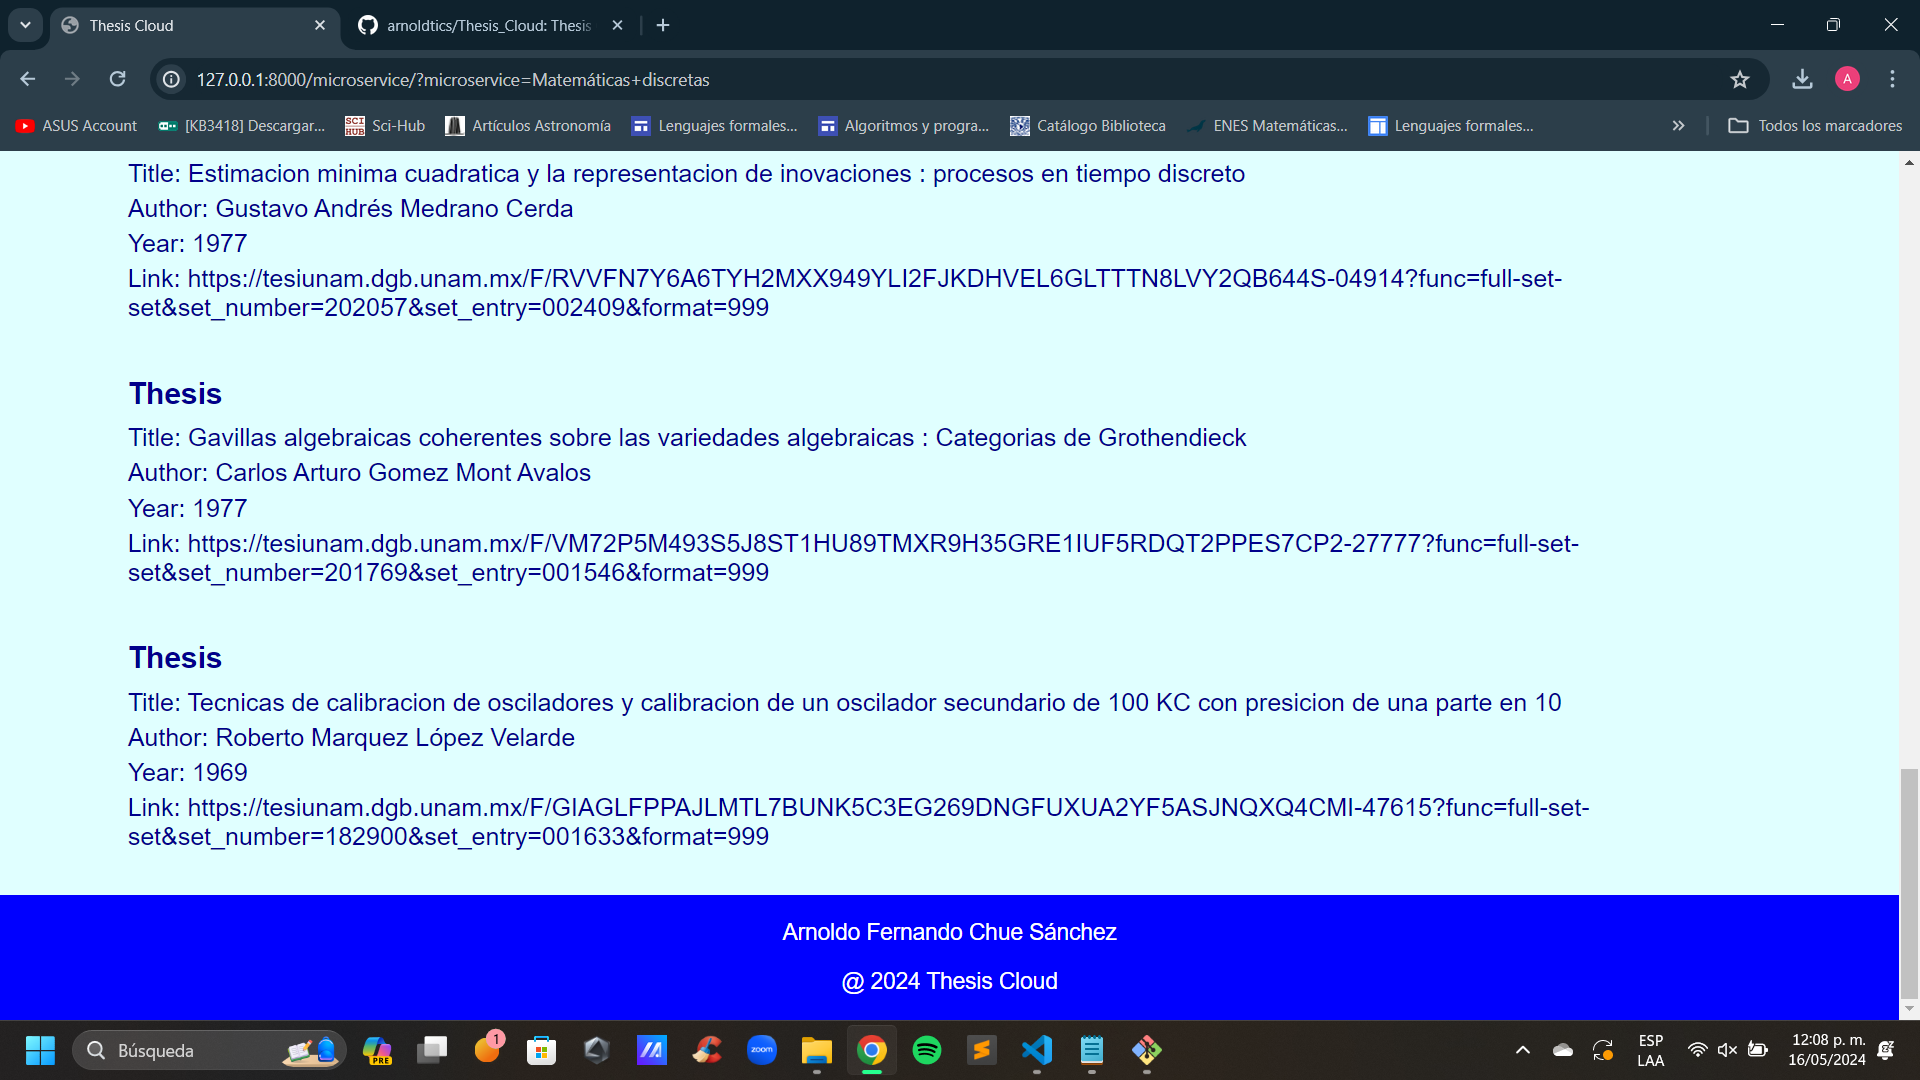 Thesis Cloud
arnoldtics/Thesis_Cloud: Thesis
127.0.0.1:8000/microservice/?microservice=Matemáticas+discretas
A
ASUS Account
[KB3418] Descargar...
SCI HUB
Sci-Hub
Artículos Astronomía
Lenguajes formales...
Algoritmos y progra...
Catálogo Biblioteca
ENES Matemáticas...
Lenguajes formales...
Todos los marcadores
Title: Estimacion minima cuadratica y la representacion de inovaciones : procesos en tiempo discreto
Author: Gustavo Andrés Medrano Cerda
Year: 1977
Link: https://tesiunam.dgb.unam.mx/F/RVVFN7Y6A6TYH2MXX949YLI2FJKDHVEL6GLTTTN8LVY2QB644S-04914?func=full-set-
set&set_number=202057&set_entry=002409&format=999
Thesis
Title: Gavillas algebraicas coherentes sobre las variedades algebraicas : Categorias de Grothendieck
Author: Carlos Arturo Gomez Mont Avalos
Year: 1977
Link: https://tesiunam.dgb.unam.mx/F/VM72P5M493S5J8ST1HU89TMXR9H35GRE1IUF5RDQT2PPES7CP2-27777?func=full-set-
set&set_number=201769&set_entry=001546&format=999
Thesis
Title: Tecnicas de calibracion de osciladores y calibracion de un oscilador secundario de 100 KC con presicion de una parte en 10
Author: Roberto Marquez López Velarde
Year: 1969
Link: https://tesiunam.dgb.unam.mx/F/GIAGLFPPAJLMTL7BUNK5C3EG269DNGFUXUA2YF5ASJNQXQ4CMI-47615?func=full-set-
set&set_number=182900&set_entry=001633&format=999
Arnoldo Fernando Chue Sánchez
@ 2024 Thesis Cloud
Búsqueda
PRE
1
zoom
ESP
LAA
12:08 p. m.
16/05/2024